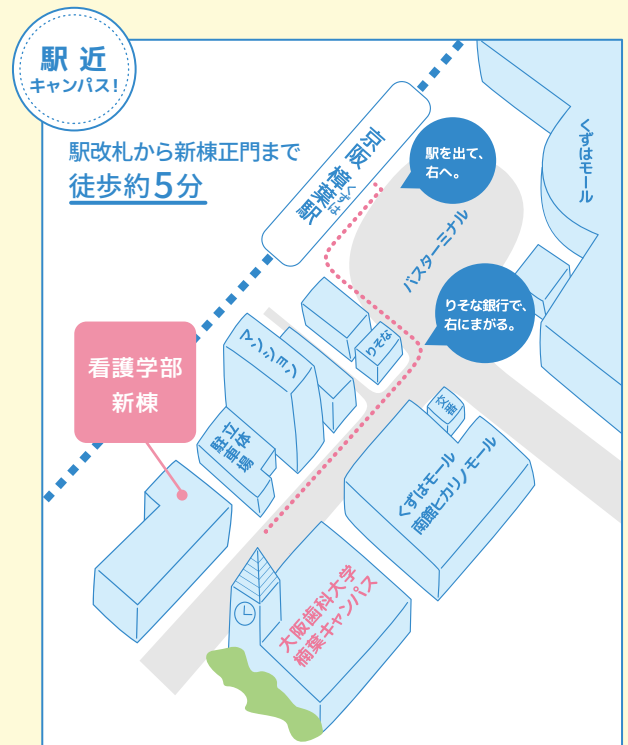 駅近
キャンパス!
駅改札から新棟正門まで
徒歩約5分
京阪 樟葉駅
くずは
駅を出て、
右へ。
くずはモール
バスターミナル
りそな銀行で、
右にまがる。
りそな
マンション
看護学部
新棟
交番
立体
駐車場
くずはモール
南館ヒカリノモール
大阪歯科大学
楠葉キャンパス